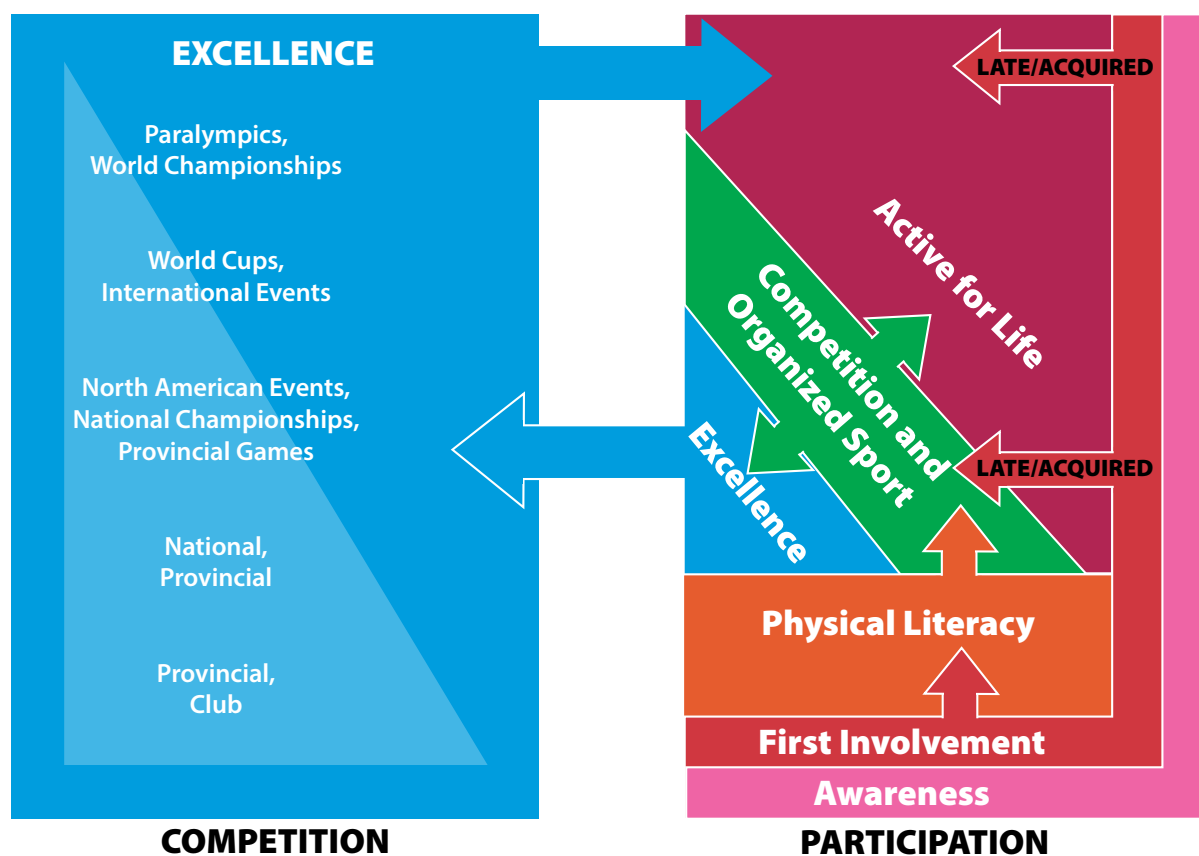 EXCELLENCE
Paralympics,
World Championships
World Cups,
International Events
North American Events,
National Championships,
Provincial Games
National,
Provincial
Provincial,
Club
COMPETITION
LATE/ACQUIRED
Active for Life
Competition and
Organized Sport
Excellence
LATE/ACQUIRED
Physical Literacy
First Involvement
Awareness
PARTICIPATION